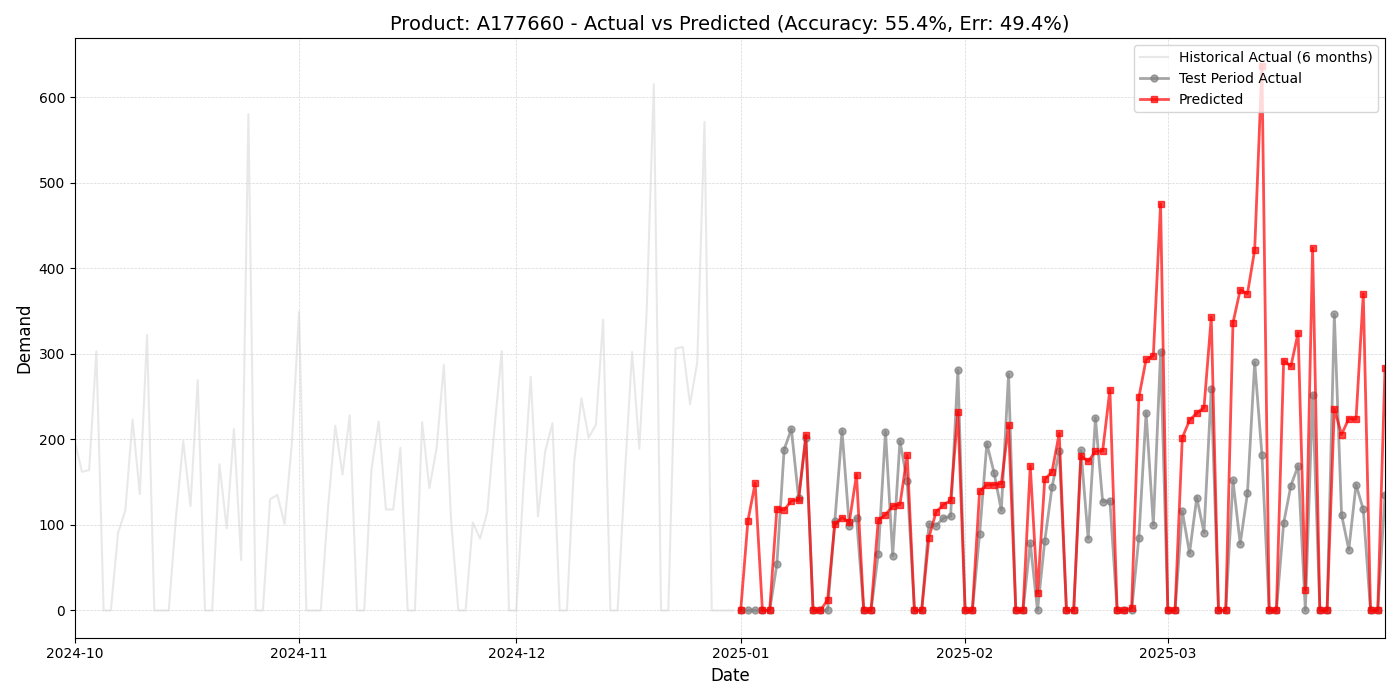 Product: A177660 - Actual vs Predicted (Accuracy: 55.4%, Err: 49.4%)
Historical Actual (6 months)
Test Period Actual
Predicted
Demand
600
500
400
300
200
100
0
2024-10
2024-11
2024-12
2025-01
2025-02
2025-03
Date